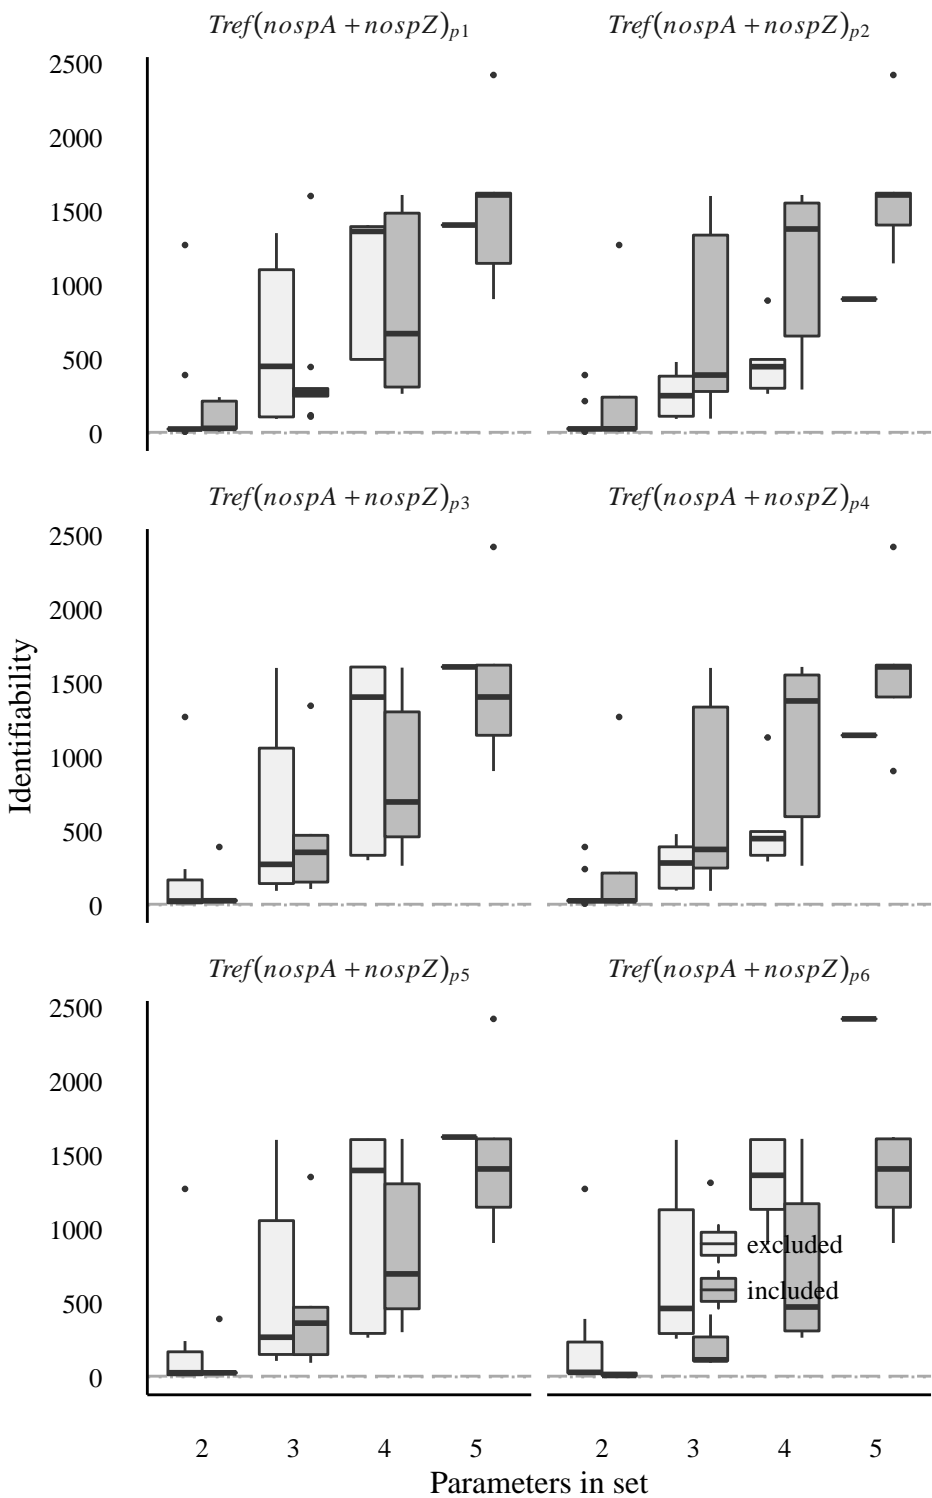 Tref(nospA + nospZ)p1
Tref(nospA + nospZ)p2
2500
2000
1500
1000
500
0
Tref(nospA + nospZ)p3
Tref(nospA + nospZ)p4
2500
2000
1500
1000
500
0
Identifiability
Tref(nospA + nospZ)p5
Tref(nospA + nospZ)p6
2500
2000
1500
1000
500
0
excluded
included
2 3 4 5
2 3 4 5
Parameters in set